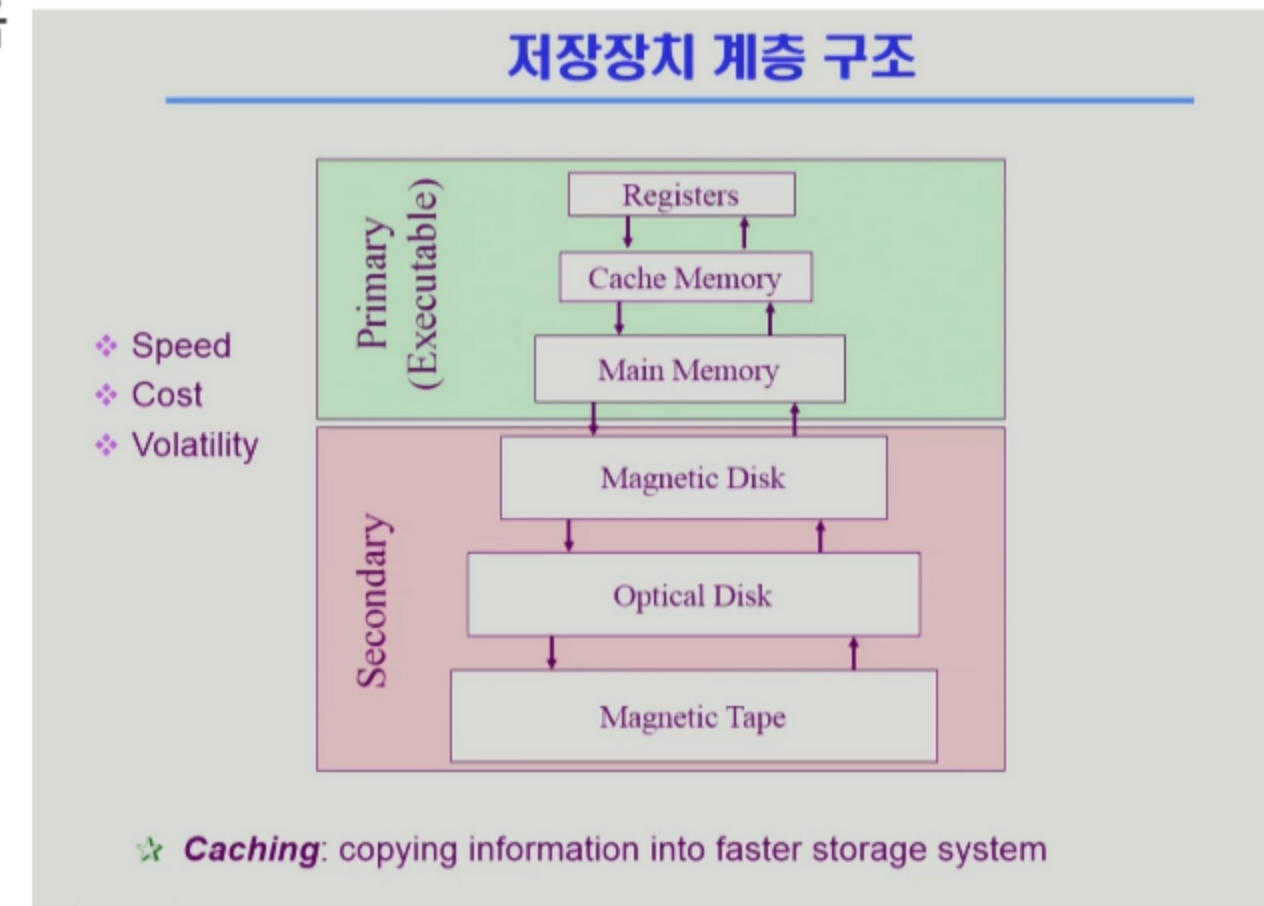 저장장치 계층 구조
Primary
(Executable)
Registers
Cache Memory
Main Memory
Speed
Cost
Volatility
Secondary
Magnetic Disk
Optical Disk
Magnetic Tape
Caching: copying information into faster storage system